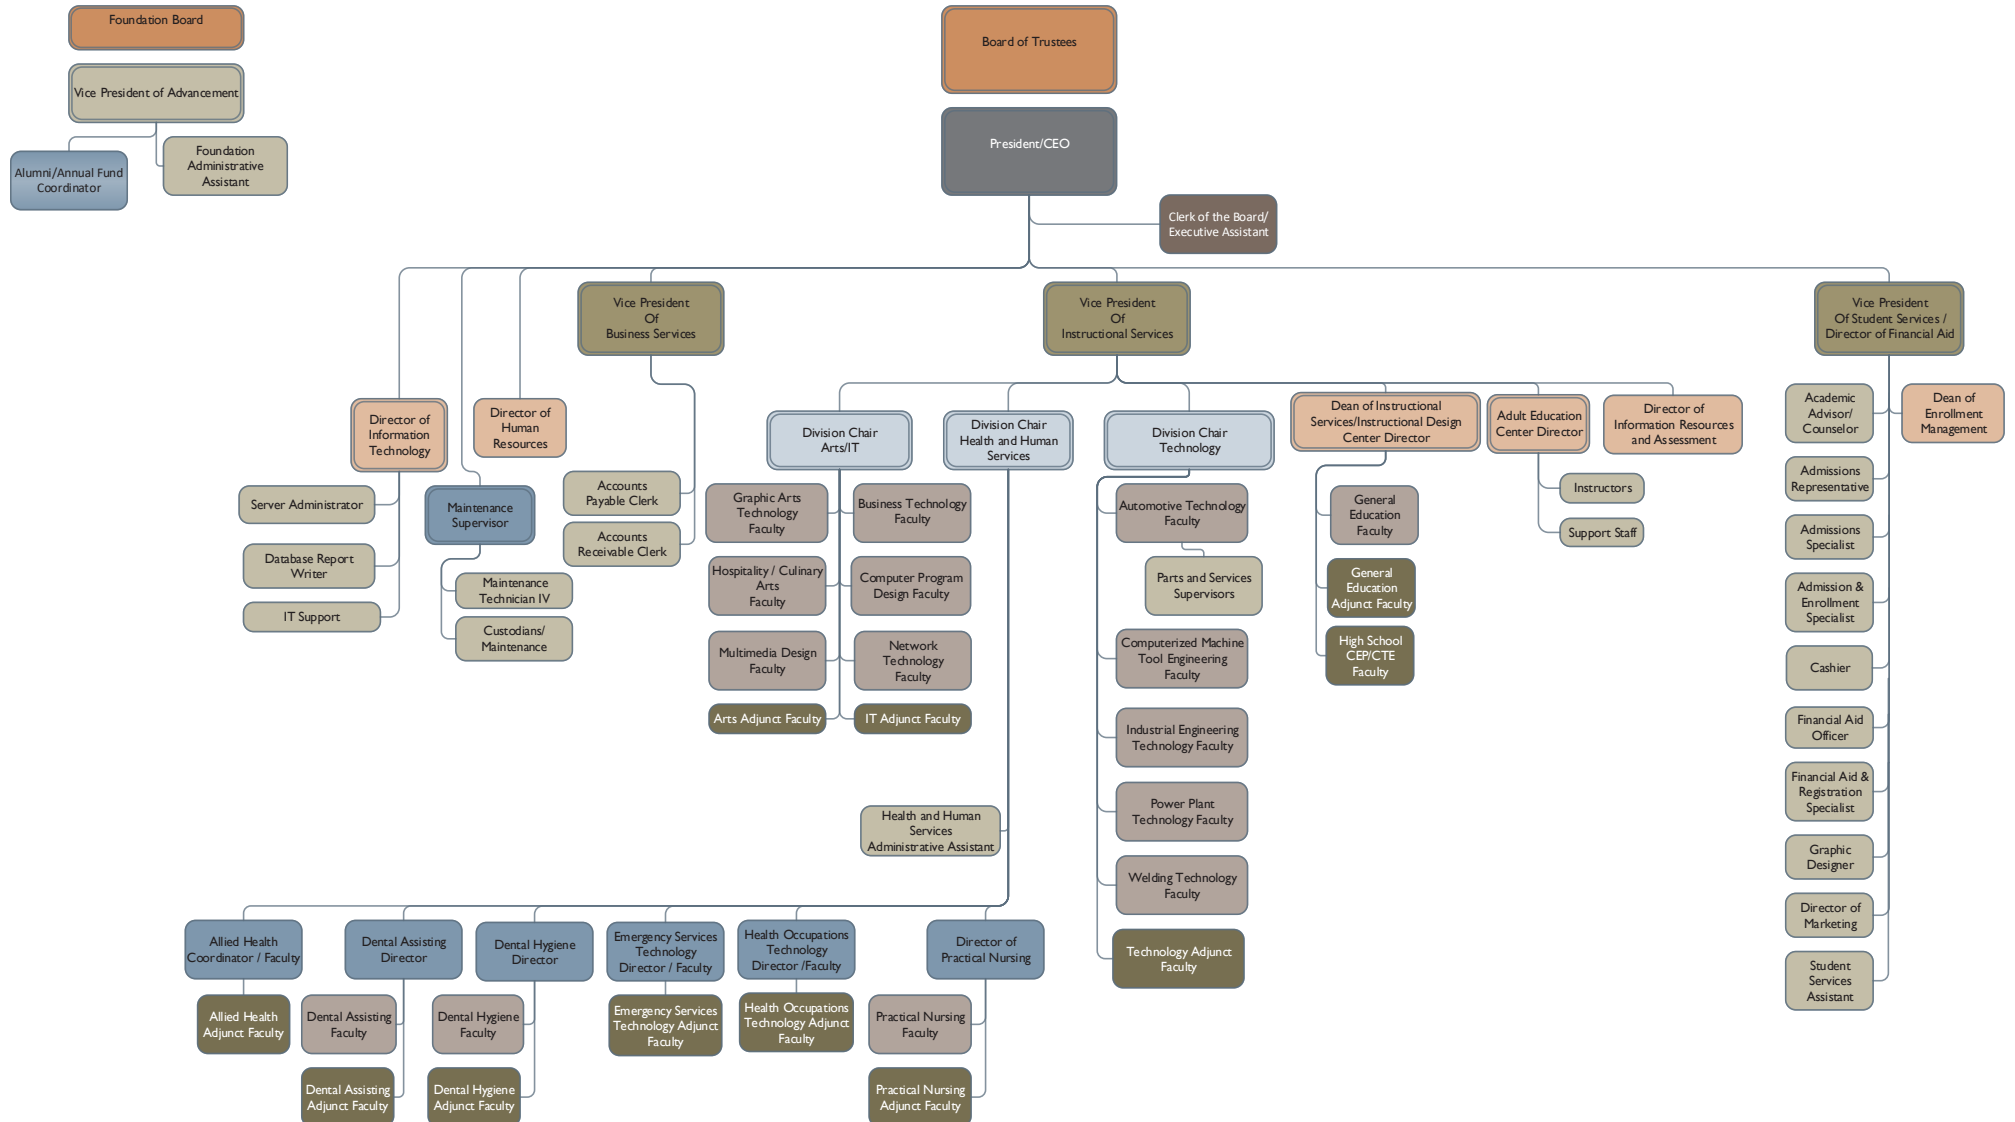 Foundation Board
Vice President of Advancement
Alumni/Annual Fund
Coordinator
Foundation
Administrative
Assistant
Board of Trustees
President/CEO
Clerk of the Board/
Executive Assistant
Vice President
Of
Business Services
Vice President
Of
Instructional Services
Vice President
Of Student Services /
Director of Financial Aid
Director of
Information
Technology
Server Administrator
Database Report
Writer
IT Support
Director of
Human
Resources
Maintenance
Supervisor
Maintenance
Technician IV
Custodians/
Maintenance
Accounts
Payable Clerk
Accounts
Receivable Clerk
Division Chair
Arts/IT
Graphic Arts
Technology
Faculty
Business Technology
Faculty
Hospitality / Culinary
Arts
Faculty
Computer Program
Design Faculty
Multimedia Design
Faculty
Network
Technology
Faculty
Arts Adjunct Faculty
IT Adjunct Faculty
Division Chair
Health and Human
Services
Health and Human
Services
Administrative Assistant
Allied Health
Coordinator / Faculty
Allied Health
Adjunct Faculty
Dental Assisting
Director
Dental Assisting
Faculty
Dental Assisting
Adjunct Faculty
Dental Hygiene
Director
Dental Hygiene
Faculty
Dental Hygiene
Adjunct Faculty
Emergency Services
Technology
Director / Faculty
Emergency Services
Technology Adjunct
Faculty
Health Occupations
Technology
Director /Faculty
Health Occupations
Technology Adjunct
Faculty
Director of
Practical Nursing
Practical Nursing
Faculty
Practical Nursing
Adjunct Faculty
Division Chair
Technology
Automotive Technology
Faculty
Parts and Services
Supervisors
Computerized Machine
Tool Engineering
Faculty
Industrial Engineering
Technology Faculty
Power Plant
Technology Faculty
Welding Technology
Faculty
Technology Adjunct
Faculty
Dean of Instructional
Services/Instructional Design
Center Director
General
Education
Faculty
General
Education
Adjunct Faculty
High School
CEP/CTE
Faculty
Adult Education
Center Director
Instructors
Support Staff
Director of
Information Resources
and Assessment
Academic
Advisor/
Counselor
Dean of
Enrollment
Management
Admissions
Representative
Admissions
Specialist
Admission &
Enrollment
Specialist
Cashier
Financial Aid
Officer
Financial Aid &
Registration
Specialist
Graphic
Designer
Director of
Marketing
Student
Services
Assistant